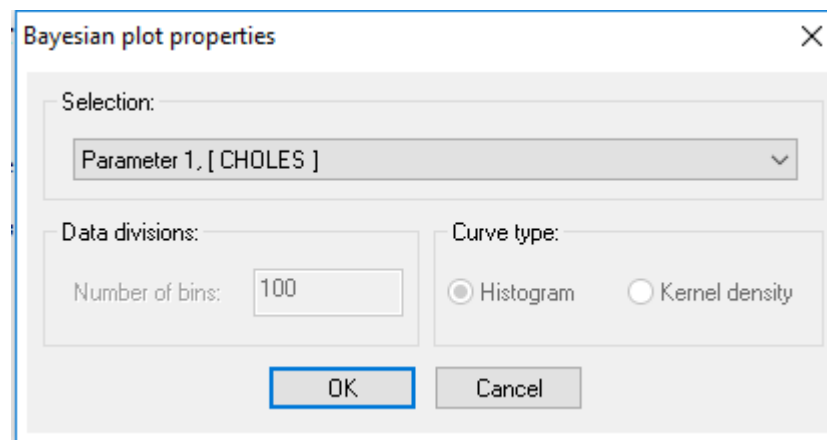 Bayesian plot properties
Selection:
Parameter 1, [ CHOLES ]
Data divisions:
Number of bins: 100
Curve type:
Histogram
Kernel density
OK
Cancel